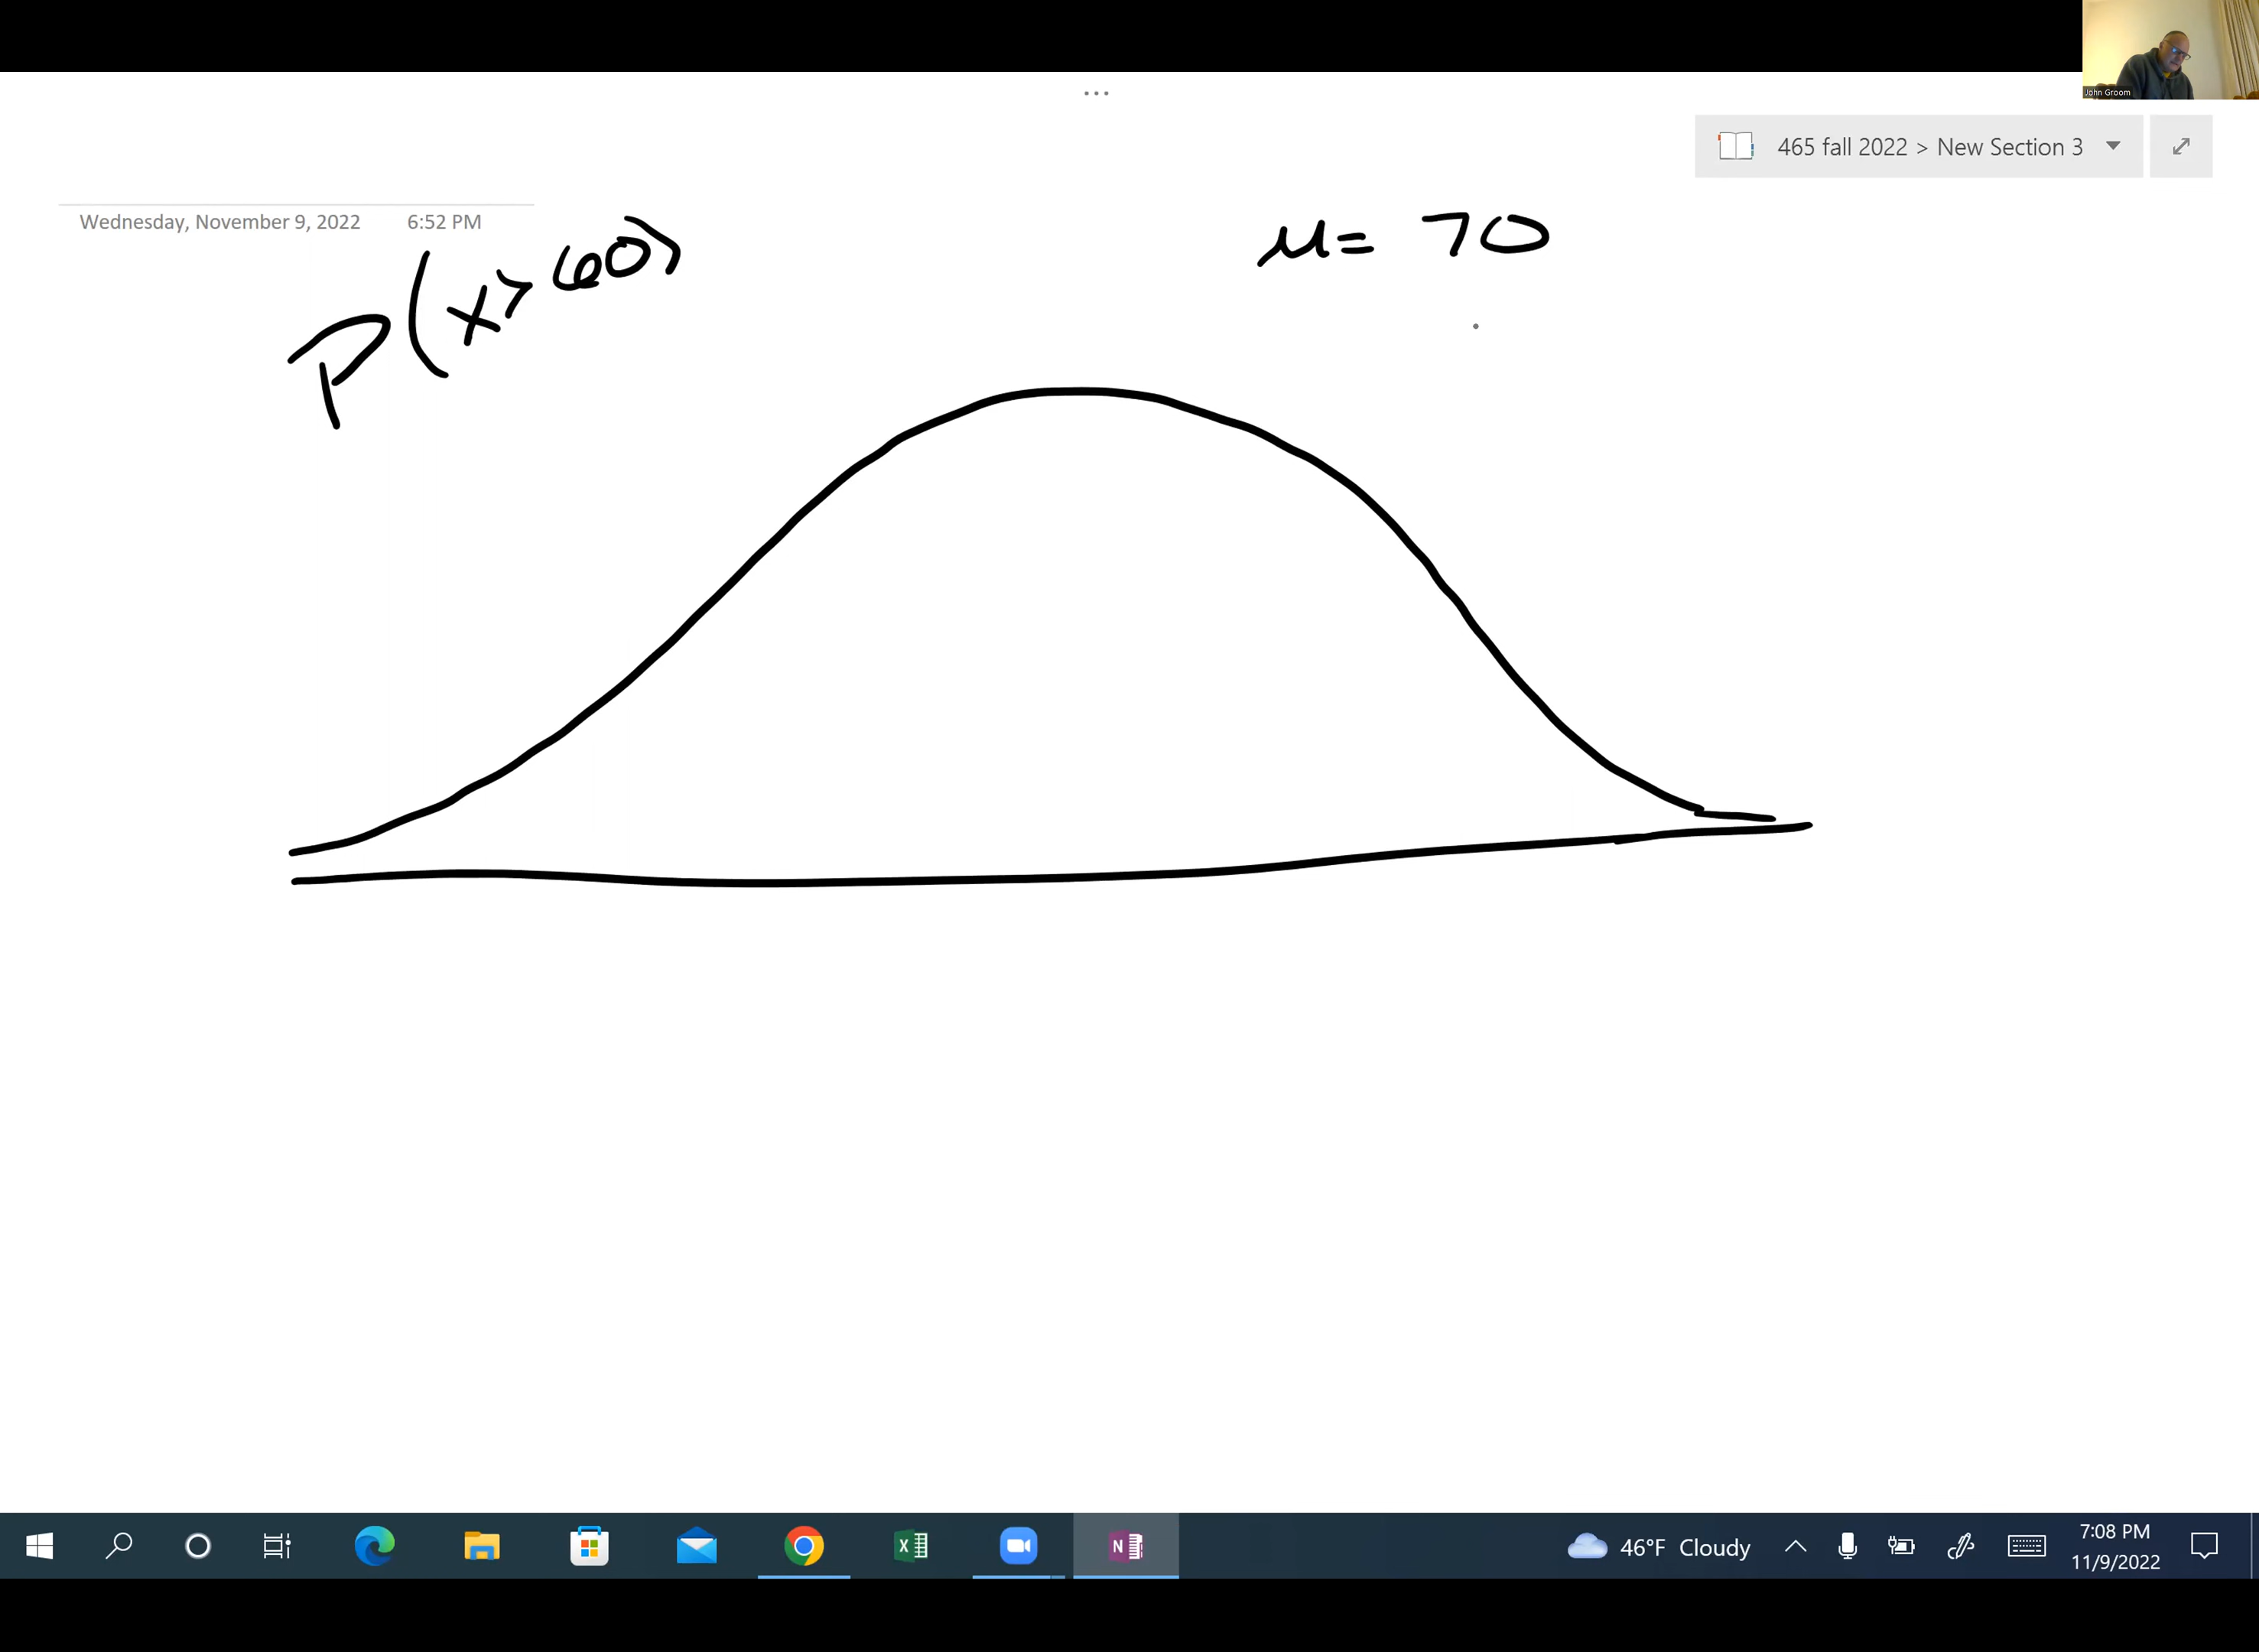 John Groom
465 fall 2022 > New Section 3
Wednesday, November 9, 2022 6:52 PM
P(x>60)
μ= 70
46°F Cloudy
7:08 PM
11/9/2022